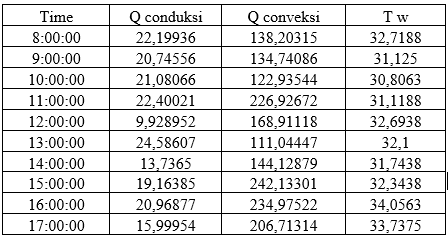 Time Q conduksi Q conveksi T w
8:00:00 22,19936 138,20315 32,7188
9:00:00 20,74556 134,74086 31,125
10:00:00 21,08066 122,93544 30,8063
11:00:00 22,40021 226,92672 31,1188
12:00:00 9,928952 168,91118 32,6938
13:00:00 24,58607 111,04447 32,1
14:00:00 13,7365 144,12879 31,7438
15:00:00 19,16385 242,13301 32,3438
16:00:00 20,96877 234,97522 34,0563
17:00:00 15,99954 206,71314 33,7375